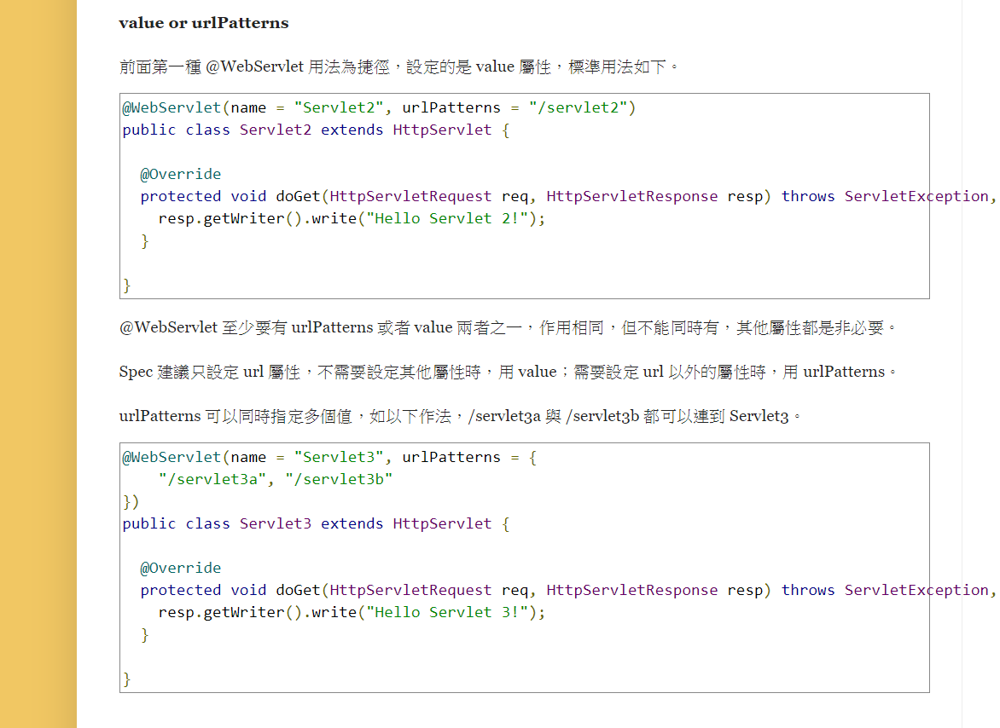 value or urlPatterns
前面第一種 @WebServlet 用法為捷徑，設定的是 value 屬性，標準用法如下。
@WebServlet(name = "Servlet2", urlPatterns = "/servlet2")
public class Servlet2 extends HttpServlet {
  @Override
  protected void doGet(HttpServletRequest req, HttpServletResponse resp) throws ServletException,
    resp.getWriter().write("Hello Servlet 2!");
  }
}
@WebServlet 至少要有 urlPatterns 或者 value 兩者之一，作用相同，但不能同時有，其他屬性都是非必要。
Spec 建議只設定 url 屬性，不需要設定其他屬性時，用 value；需要設定 url 以外的屬性時，用 urlPatterns。
urlPatterns 可以同時指定多個值，如以下作法，/servlet3a 與 /servlet3b 都可以連到 Servlet3。
@WebServlet(name = "Servlet3", urlPatterns = {
    "/servlet3a", "/servlet3b"
})
public class Servlet3 extends HttpServlet {
  @Override
  protected void doGet(HttpServletRequest req, HttpServletResponse resp) throws ServletException,
    resp.getWriter().write("Hello Servlet 3!");
  }
}